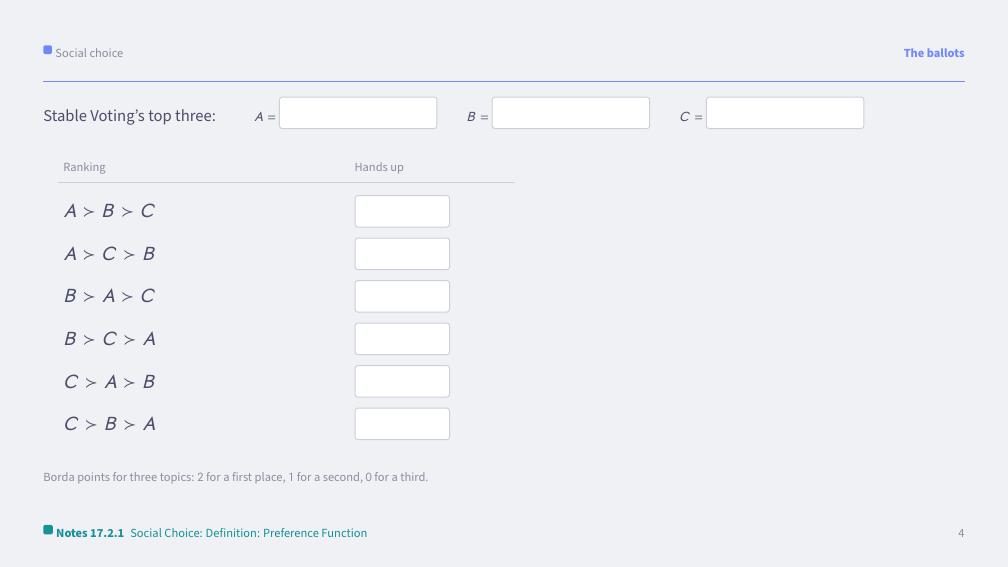 Social choice
The ballots
Stable Voting’s top three: A = B = C =
Ranking Hands up
A ≻ B ≻ C
A ≻ C ≻ B
B ≻ A ≻ C
B ≻ C ≻ A
C ≻ A ≻ B
C ≻ B ≻ A
Borda points for three topics: 2 for a first place, 1 for a second, 0 for a third.
Notes 17.2.1 Social Choice: Definition: Preference Function
4